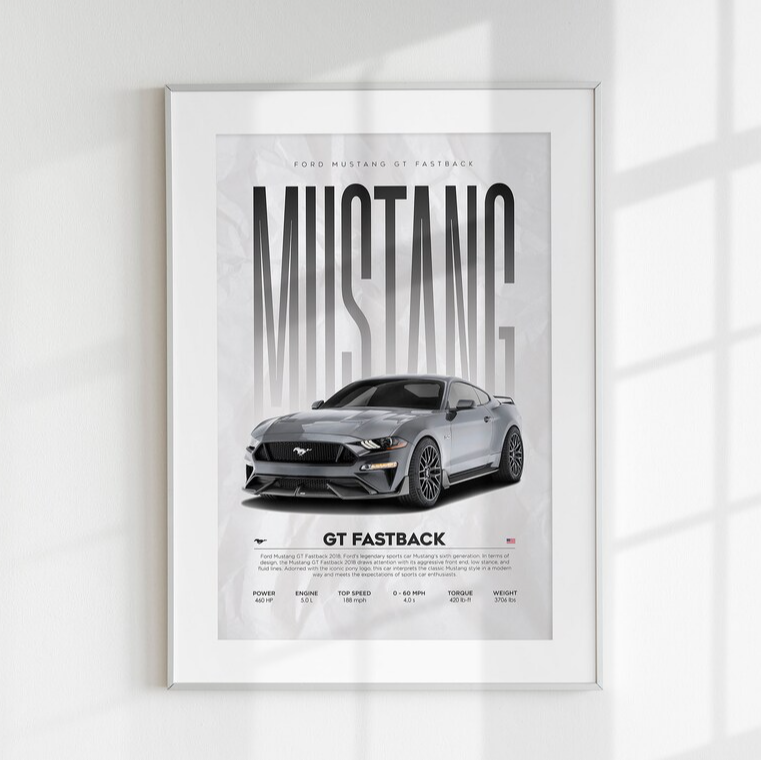 FORD MUSTANG GT FASTBACK
MUSTANG
GT FASTBACK
Ford Mustang GT Fastback 2018, Ford's legendary sports car Mustang's sixth generation. In terms of
design, the Mustang GT Fastback 2018 draws attention with its aggressive front end, low stance, and
fluid lines. Adorned with the iconic pony logo, this car interprets the classic Mustang style in a modern
way and meets the expectations of sports car enthusiasts.
POWER ENGINE TOP SPEED 0 - 60 MPH TORQUE WEIGHT
460 HP 5.0 L 188 mph 4,0 s 420 lb-ft 3706 lbs